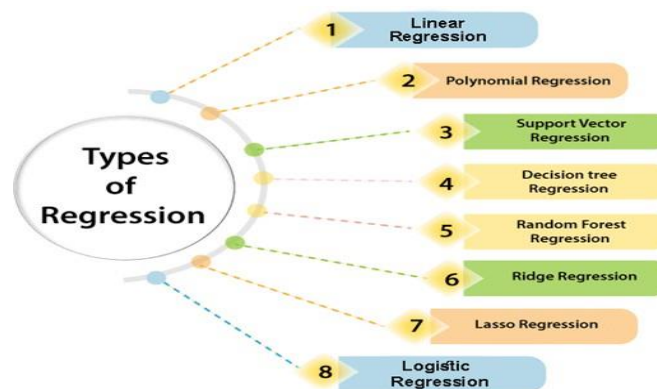 Types
of
Regression
1
Linear
Regression
2
Polynomial Regression
3
Support Vector
Regression
4
Decision tree
Regression
5
Random Forest
Regression
6
Ridge Regression
7
Lasso Regression
8
Logistic
Regression